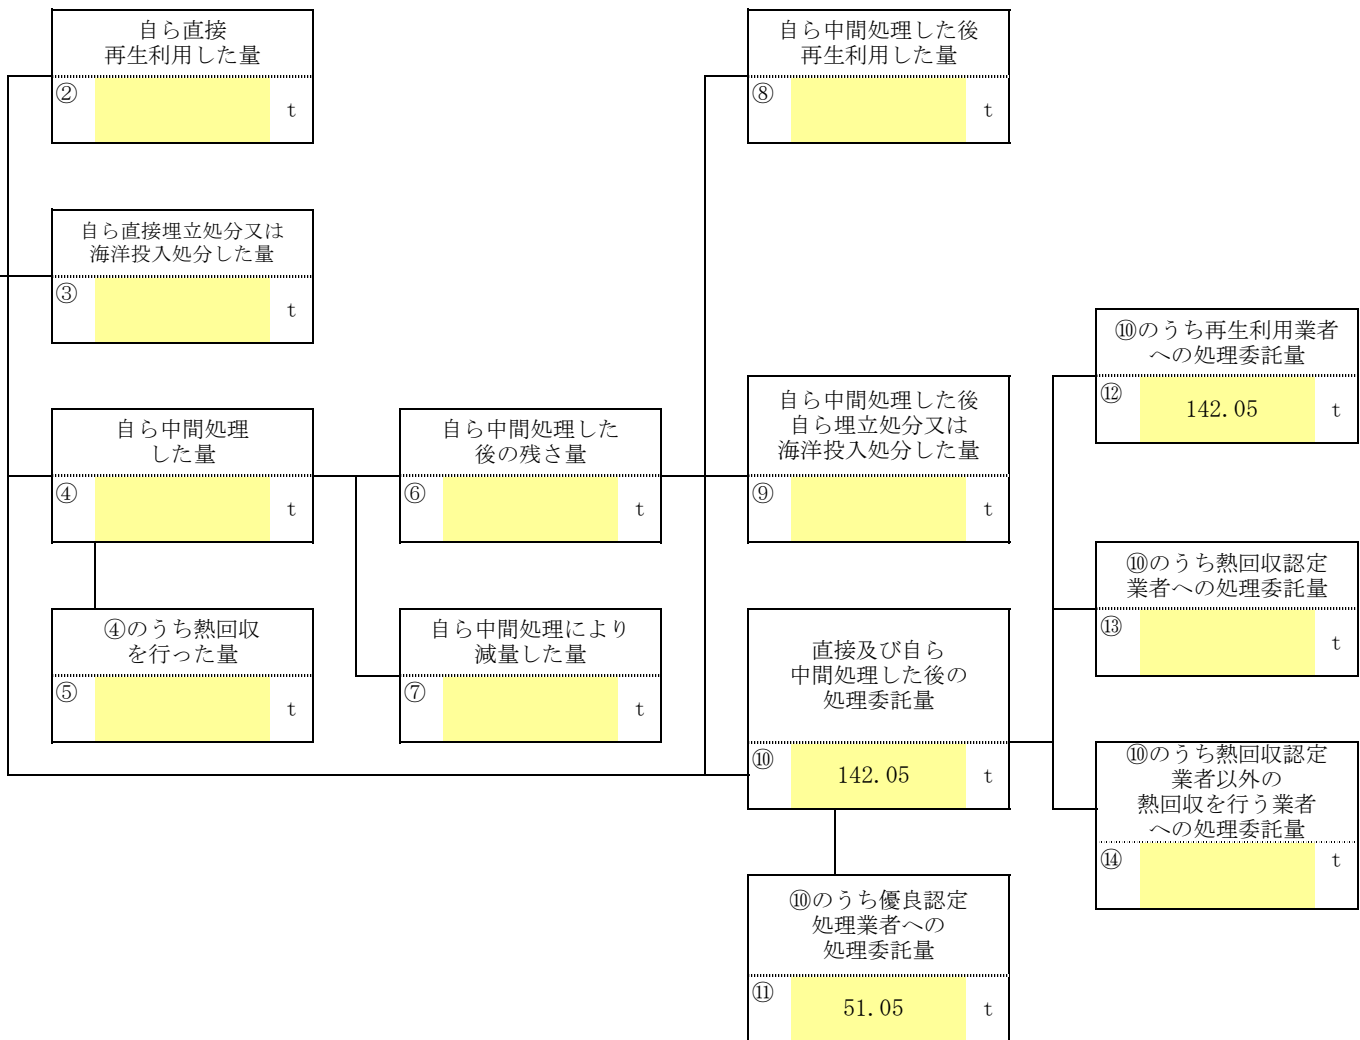 自ら直接
再生利用した量
②
t
自ら直接埋立処分又は
海洋投入処分した量
③
t
自ら中間処理
した量
④
t
④のうち熱回収
を行った量
⑤
t
自ら中間処理した
後の残さ量
⑥
t
自ら中間処理により
減量した量
⑦
t
自ら中間処理した後
再生利用した量
⑧
t
自ら中間処理した後
自ら埋立処分又は
海洋投入処分した量
⑨
t
直接及び自ら
中間処理した後の
処理委託量
⑩ 142.05 t
⑩のうち優良認定
処理業者への
処理委託量
⑪ 51.05 t
⑩のうち再生利用業者
への処理委託量
⑫ 142.05 t
⑩のうち熱回収認定
業者への処理委託量
⑬
t
⑩のうち熱回収認定
業者以外の
熱回収を行う業者
への処理委託量
⑭
t